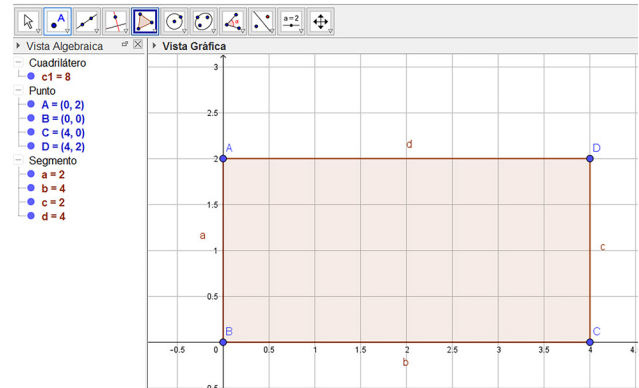 A
a=2
Vista Algebraica
Vista Gráfica
Cuadrilátero
c1 = 8
Punto
A = (0, 2)
B = (0, 0)
C = (4, 0)
D = (4, 2)
Segmento
a = 2
b = 4
c = 2
d = 4
3
2.5
d
A D
2
1.5
a c
1
0.5
B C
-0.5 0 0.5 1 1.5 2 2.5 3 3.5 4
b